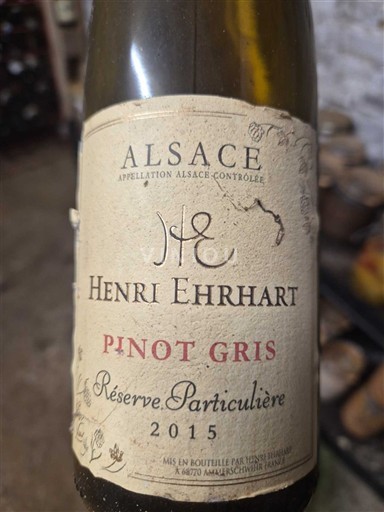 ALSACE
APPELLATION ALSACE CONTRÔLÉE
HE
HENRI EHRHART
PINOT GRIS
Réserve Particulière
2015
MIS EN BOUTEILLE PAR HENRI EHRHART
A 68770 AMMERSCHWIHR FRANCE